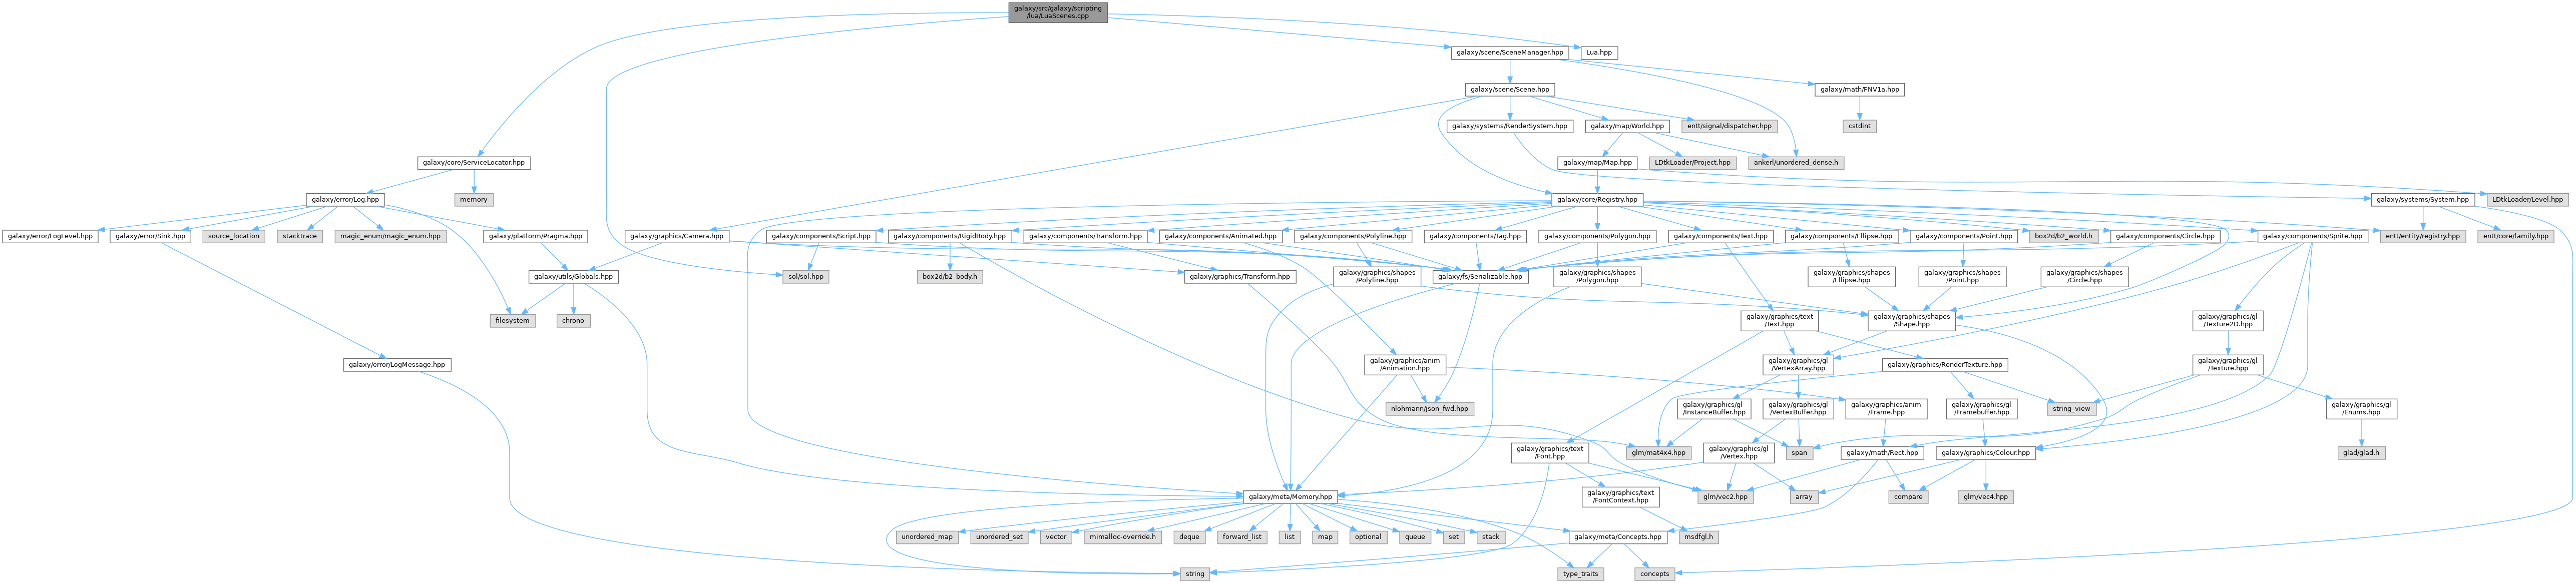 galaxy/src/galaxy/scripting
/lua/LuaScenes.cpp
galaxy/scene/SceneManager.hpp
Lua.hpp
galaxy/scene/Scene.hpp
galaxy/math/FNV1a.hpp
galaxy/systems/RenderSystem.hpp
galaxy/map/World.hpp
entt/signal/dispatcher.hpp
cstdint
galaxy/core/ServiceLocator.hpp
galaxy/map/Map.hpp
LDtkLoader/Project.hpp
ankerl/unordered_dense.h
galaxy/error/Log.hpp
memory
galaxy/core/Registry.hpp
galaxy/systems/System.hpp
LDtkLoader/Level.hpp
galaxy/error/LogLevel.hpp
galaxy/error/Sink.hpp
source_location
stacktrace
magic_enum/magic_enum.hpp
galaxy/platform/Pragma.hpp
galaxy/graphics/Camera.hpp
galaxy/components/Script.hpp
galaxy/components/RigidBody.hpp
galaxy/components/Transform.hpp
galaxy/components/Animated.hpp
galaxy/components/Polyline.hpp
galaxy/components/Tag.hpp
galaxy/components/Polygon.hpp
galaxy/components/Text.hpp
galaxy/components/Ellipse.hpp
galaxy/components/Point.hpp
box2d/b2_world.h
galaxy/components/Circle.hpp
galaxy/components/Sprite.hpp
entt/entity/registry.hpp
entt/core/family.hpp
galaxy/utils/Globals.hpp
sol/sol.hpp
box2d/b2_body.h
galaxy/graphics/Transform.hpp
galaxy/graphics/shapes
/Polyline.hpp
galaxy/fs/Serializable.hpp
galaxy/graphics/shapes
/Polygon.hpp
galaxy/graphics/shapes
/Ellipse.hpp
galaxy/graphics/shapes
/Point.hpp
galaxy/graphics/shapes
/Circle.hpp
filesystem
chrono
galaxy/graphics/text
/Text.hpp
galaxy/graphics/shapes
/Shape.hpp
galaxy/graphics/gl
/Texture2D.hpp
galaxy/error/LogMessage.hpp
galaxy/graphics/anim
/Animation.hpp
galaxy/graphics/gl
/VertexArray.hpp
galaxy/graphics/RenderTexture.hpp
galaxy/graphics/gl
/Texture.hpp
nlohmann/json_fwd.hpp
galaxy/graphics/gl
/InstanceBuffer.hpp
galaxy/graphics/gl
/VertexBuffer.hpp
galaxy/graphics/anim
/Frame.hpp
galaxy/graphics/gl
/Framebuffer.hpp
string_view
galaxy/graphics/gl
/Enums.hpp
galaxy/graphics/text
/Font.hpp
glm/mat4x4.hpp
galaxy/graphics/gl
/Vertex.hpp
span
galaxy/math/Rect.hpp
galaxy/graphics/Colour.hpp
glad/glad.h
galaxy/meta/Memory.hpp
galaxy/graphics/text
/FontContext.hpp
glm/vec2.hpp
array
compare
glm/vec4.hpp
unordered_map
unordered_set
vector
mimalloc-override.h
deque
forward_list
list
map
optional
queue
set
stack
galaxy/meta/Concepts.hpp
msdfgl.h
string
type_traits
concepts